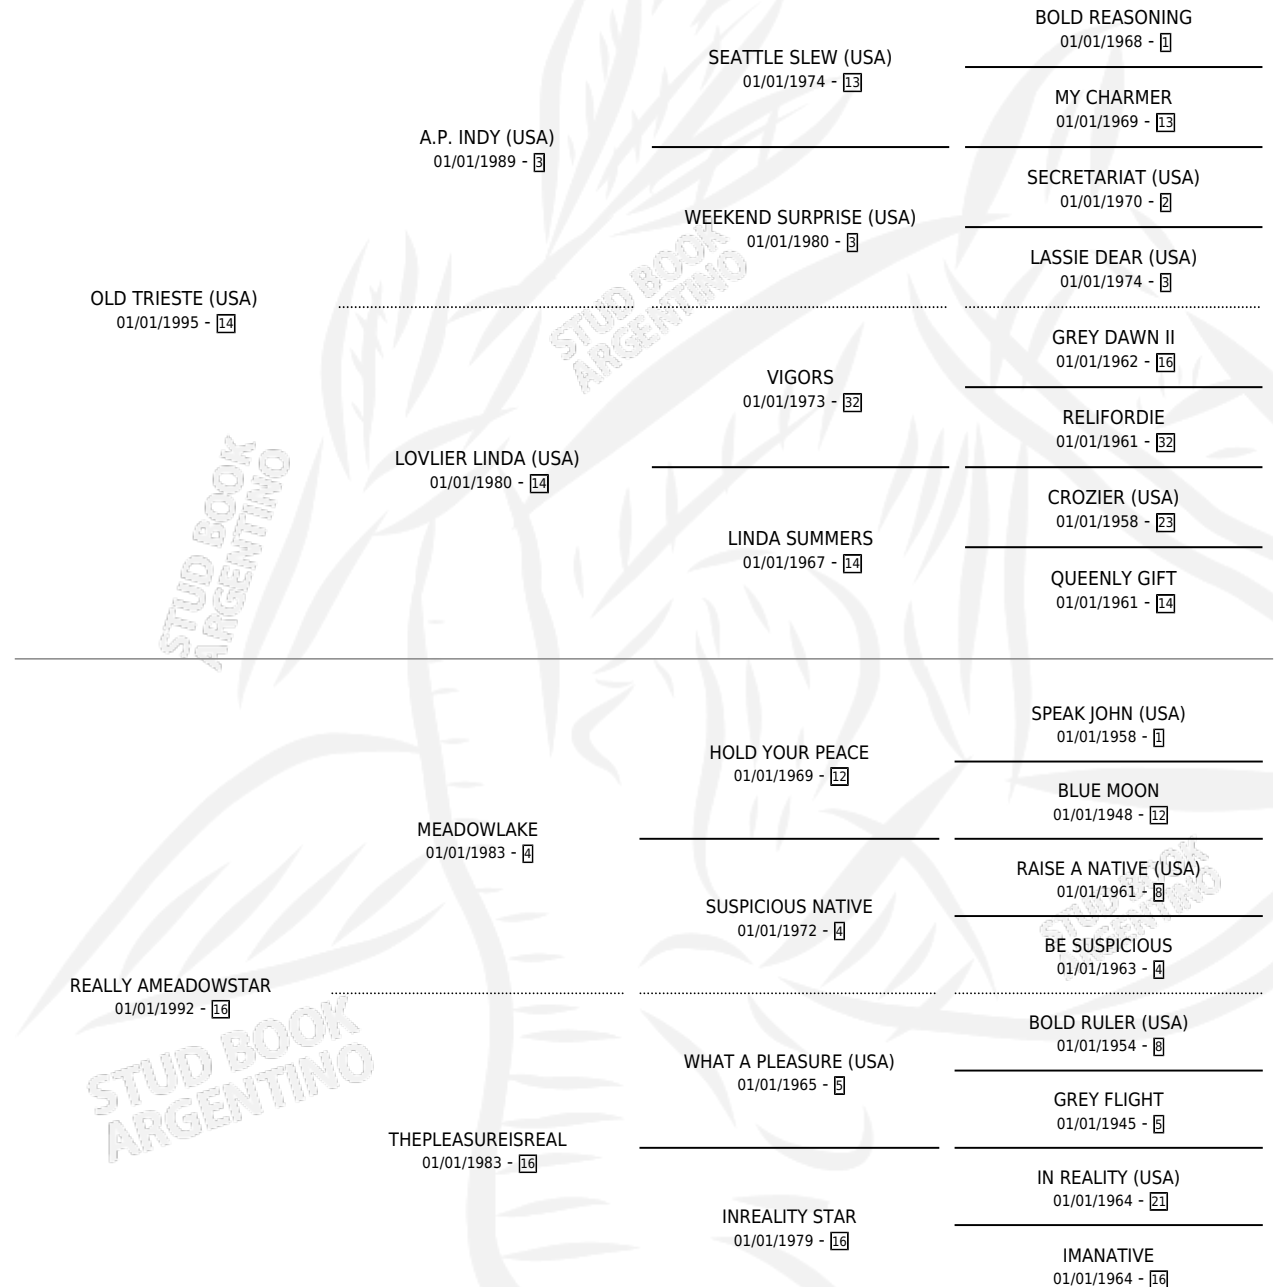 BOLD REASONING
01/01/1968 - 1
SEATTLE SLEW (USA)
01/01/1974 - 13
MY CHARMER
01/01/1969 - 13
A.P. INDY (USA)
01/01/1989 - 3
SECRETARIAT (USA)
01/01/1970 - 2
WEEKEND SURPRISE (USA)
01/01/1980 - 3
LASSIE DEAR (USA)
01/01/1974 - 3
OLD TRIESTE (USA)
01/01/1995 - 14
GREY DAWN II
01/01/1962 - 16
VIGORS
01/01/1973 - 32
RELIFORDIE
01/01/1961 - 32
LOVLIER LINDA (USA)
01/01/1980 - 14
CROZIER (USA)
01/01/1958 - 23
LINDA SUMMERS
01/01/1967 - 14
QUEENLY GIFT
01/01/1961 - 14
SPEAK JOHN (USA)
01/01/1958 - 1
HOLD YOUR PEACE
01/01/1969 - 12
BLUE MOON
01/01/1948 - 12
MEADOWLAKE
01/01/1983 - 4
RAISE A NATIVE (USA)
01/01/1961 - 8
SUSPICIOUS NATIVE
01/01/1972 - 4
BE SUSPICIOUS
01/01/1963 - 4
REALLY AMEADOWSTAR
01/01/1992 - 16
BOLD RULER (USA)
01/01/1954 - 8
WHAT A PLEASURE (USA)
01/01/1965 - 5
GREY FLIGHT
01/01/1945 - 5
THEPLEASUREISREAL
01/01/1983 - 16
IN REALITY (USA)
01/01/1964 - 21
INREALITY STAR
01/01/1979 - 16
IMANATIVE
01/01/1964 - 16
STUD BOOK
ARGENTINO
STUD BOOK
ARGENTINO
STUD BOOK
ARGENTINO
STUD BOOK
ARGENTINO